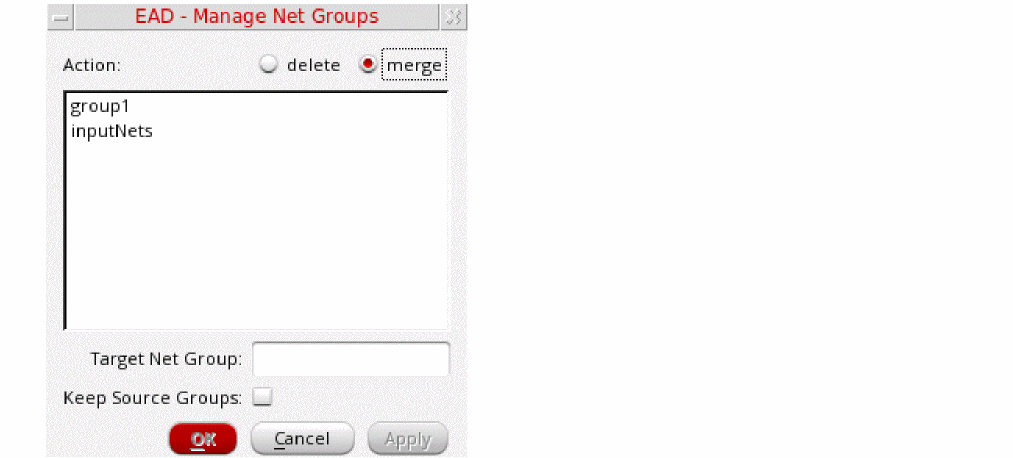 EAD - Manage Net Groups
Action: delete merge
group1
inputNets
Target Net Group:
Keep Source Groups:
OK Cancel Apply